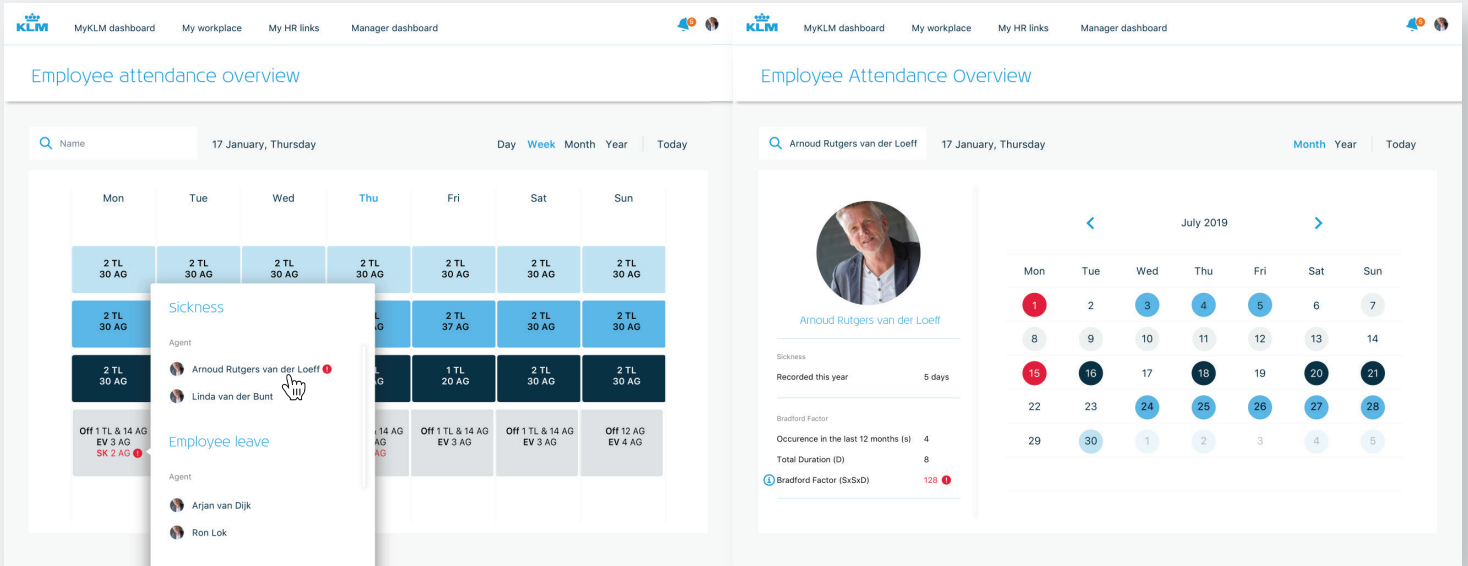 KLM
MyKLM dashboard My workplace My HR links Manager dashboard
5
Employee attendance overview
Name
17 January, Thursday
Day Week Month Year Today
Mon Tue Wed Thu Fri Sat Sun
2 TL 2 TL 2 TL 2 TL 2 TL 2 TL 2 TL
30 AG 30 AG 30 AG 30 AG 30 AG 30 AG 30 AG
2 TL 2 TL 2 TL 2 TL
30 AG 37 AG 30 AG 30 AG
2 TL 1 TL 2 TL 2 TL
30 AG 20 AG 30 AG 30 AG
Off 1 TL & 14 AG 14 AG Off 1 TL & 14 AG Off 1 TL & 14 AG Off 12 AG
EV 3 AG AG EV 3 AG EV 3 AG EV 4 AG
SK 2 AG ! AG
Sickness
Agent
Arnoud Rutgers van der Loeff !
Linda van der Bunt
Employee leave
Agent
Arjan van Dijk
Ron Lok
KLM
MyKLM dashboard My workplace My HR links Manager dashboard
5
Employee Attendance Overview
Arnoud Rutgers van der Loeff
17 January, Thursday
Month Year Today
Arnoud Rutgers van der Loeff
Sickness
Recorded this year 5 days
Bradford Factor
Occurence in the last 12 months (s) 4
Total Duration (D) 8
i Bradford Factor (SxSxD) 128 !
< July 2019 >
Mon Tue Wed Thu Fri Sat Sun
1 2 3 4 5 6 7
8 9 10 11 12 13 14
15 16 17 18 19 20 21
22 23 24 25 26 27 28
29 30 1 2 3 4 5